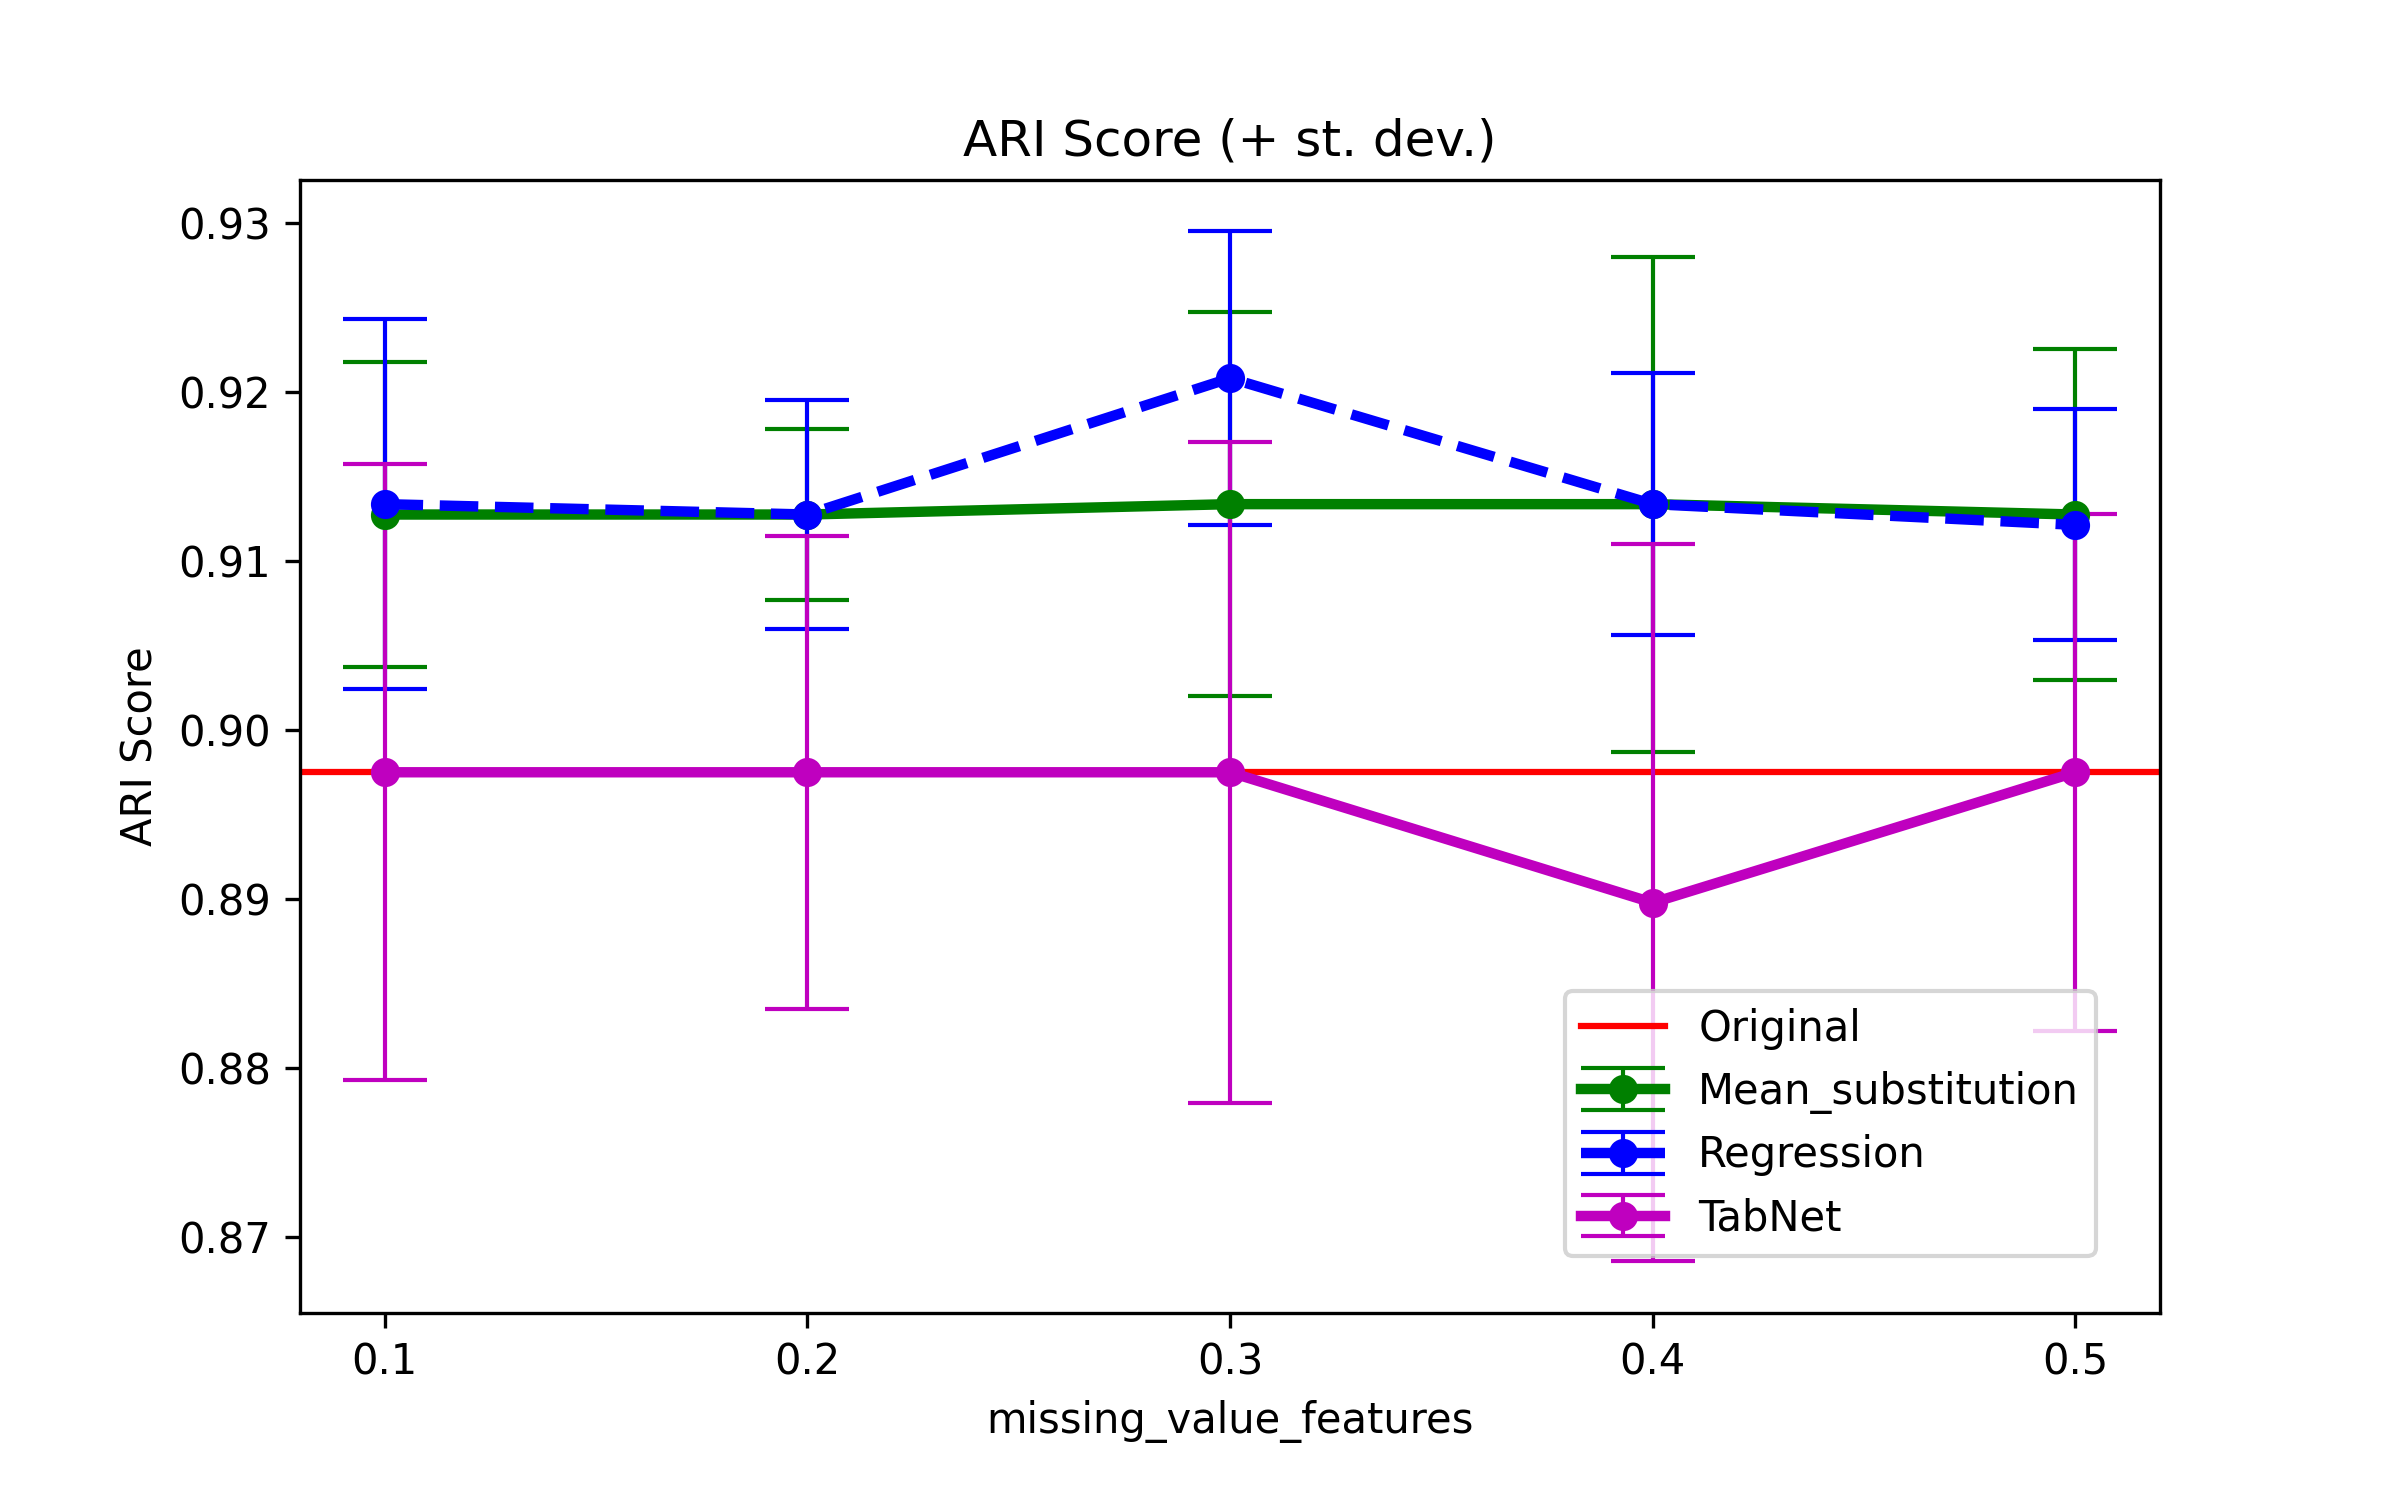 ARI Score (+ st. dev.)
0.93
0.92
0.91
0.90
0.89
0.88
0.87
ARI Score
Original
Mean_substitution
Regression
TabNet
0.1 0.2 0.3 0.4 0.5
missing_value_features